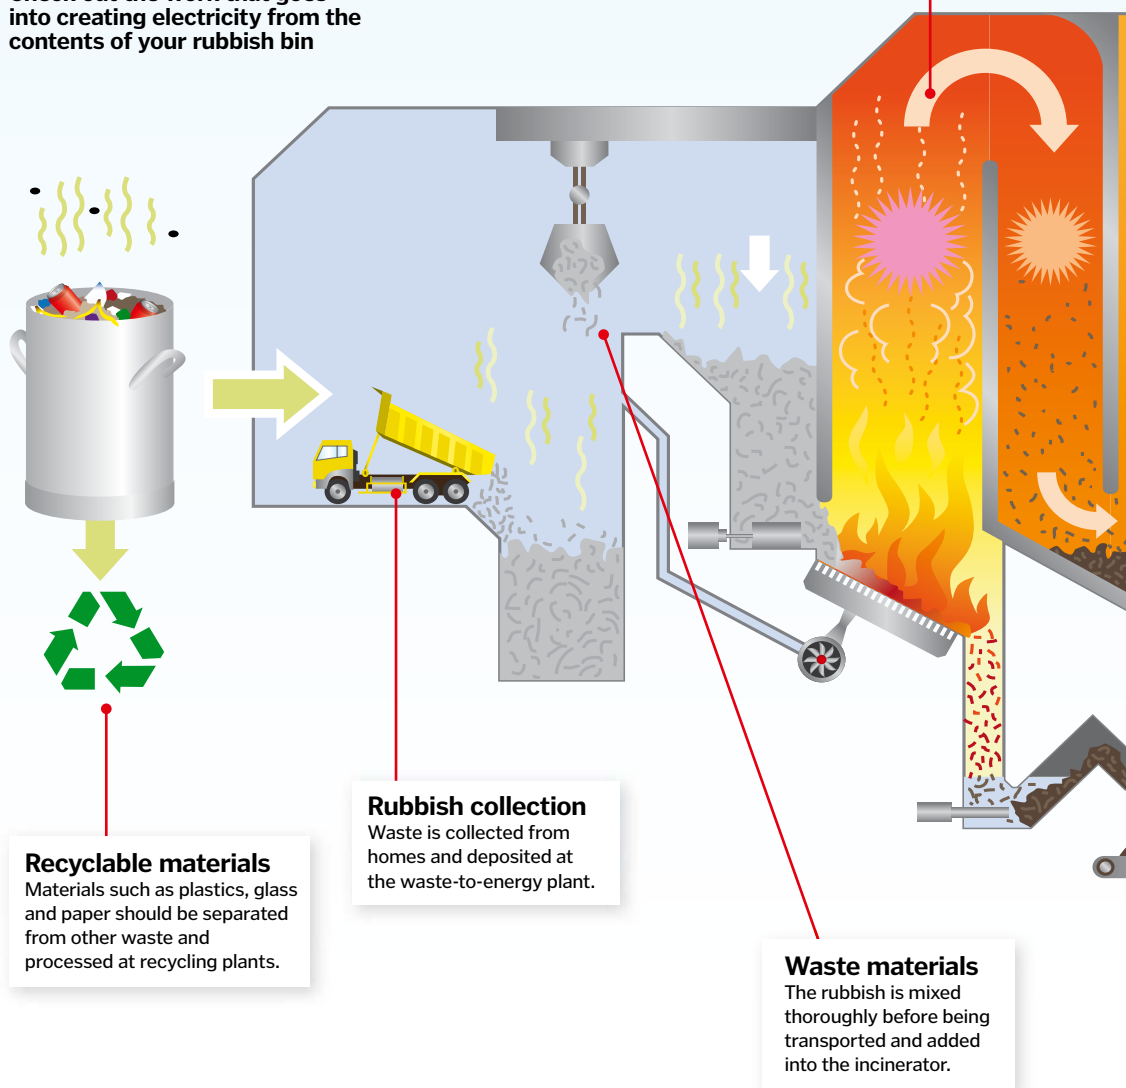 into creating electricity from the
contents of your rubbish bin
Rubbish collection
Waste is collected from
homes and deposited at
the waste-to-energy plant.
Recyclable materials
Materials such as plastics, glass
and paper should be separated
from other waste and
processed at recycling plants.
Waste materials
The rubbish is mixed
thoroughly before being
transported and added
into the incinerator.